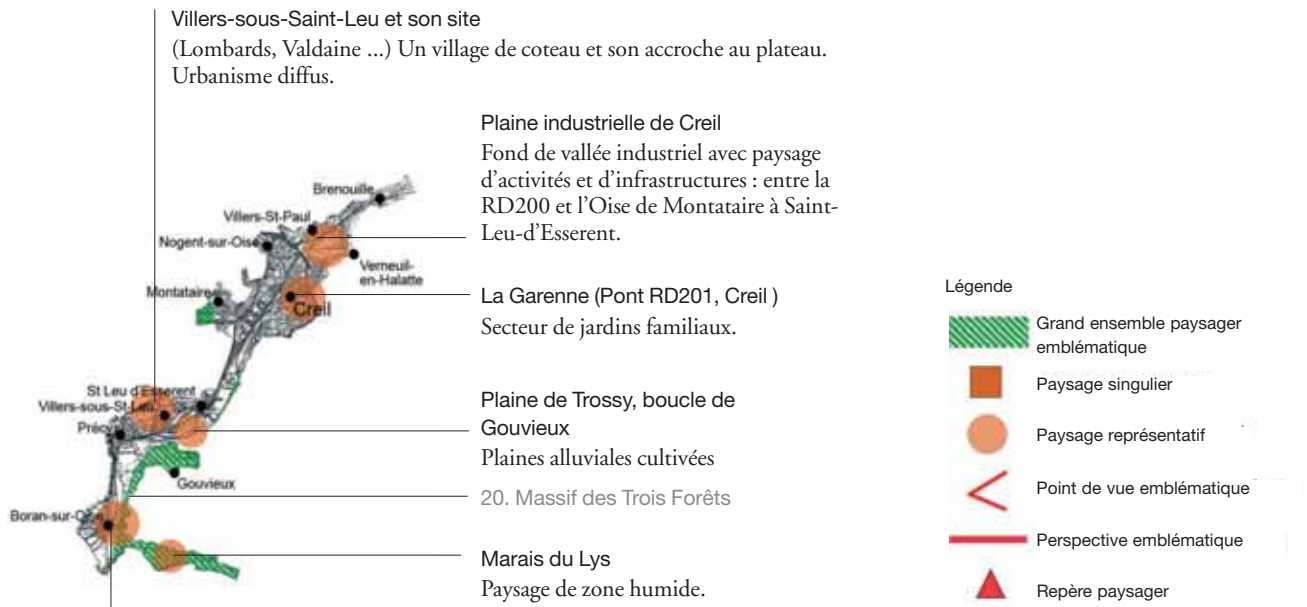 Villers-sous-Saint-Leu et son site
(Lombards, Valdaine ...) Un village de coteau et son accroche au plateau.
Urbanisme diffus.
Plaine industrielle de Creil
Fond de vallée industriel avec paysage
d'activités et d'infrastructures : entre la
RD200 et l'Oise de Montataire à Saint-
Leu-d'Esserent.
Brenouille
Villers-St-Paul
Nogent-sur-Oise
Verneuil-
en-Halatte
Montataire
Creil
La Garenne (Pont RD201, Creil )
Secteur de jardins familiaux.
St Leu d'Esserent
Villers-sous-St-Leu
Précy
Gouvieux
Boran-sur-Oise
Plaine de Trossy, boucle de
Gouvieux
Plaines alluviales cultivées
20. Massif des Trois Forêts
Marais du Lys
Paysage de zone humide.
Légende
Grand ensemble paysager
emblématique
Paysage singulier
Paysage représentatif
Point de vue emblématique
Perspective emblématique
Repère paysager